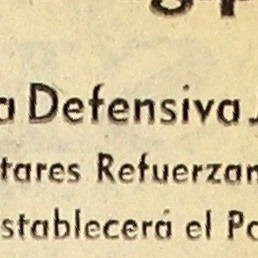 a Defensiva
tares Refuerzan
stablecerá el Po